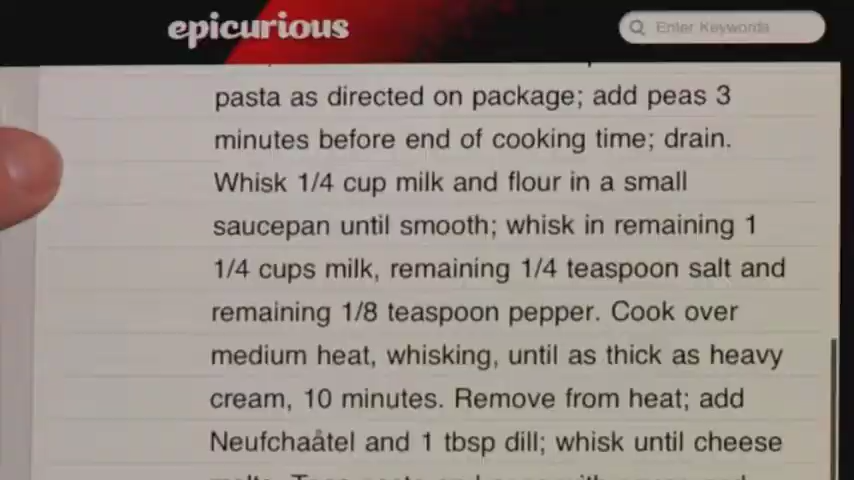 epicurious
Enter Keywords
pasta as directed on package; add peas 3
minutes before end of cooking time; drain.
Whisk 1/4 cup milk and flour in a small
saucepan until smooth; whisk in remaining 1
1/4 cups milk, remaining 1/4 teaspoon salt and
remaining 1/8 teaspoon pepper. Cook over
medium heat, whisking, until as thick as heavy
cream, 10 minutes. Remove from heat; add
Neufchaåtel and 1 tbsp dill; whisk until cheese